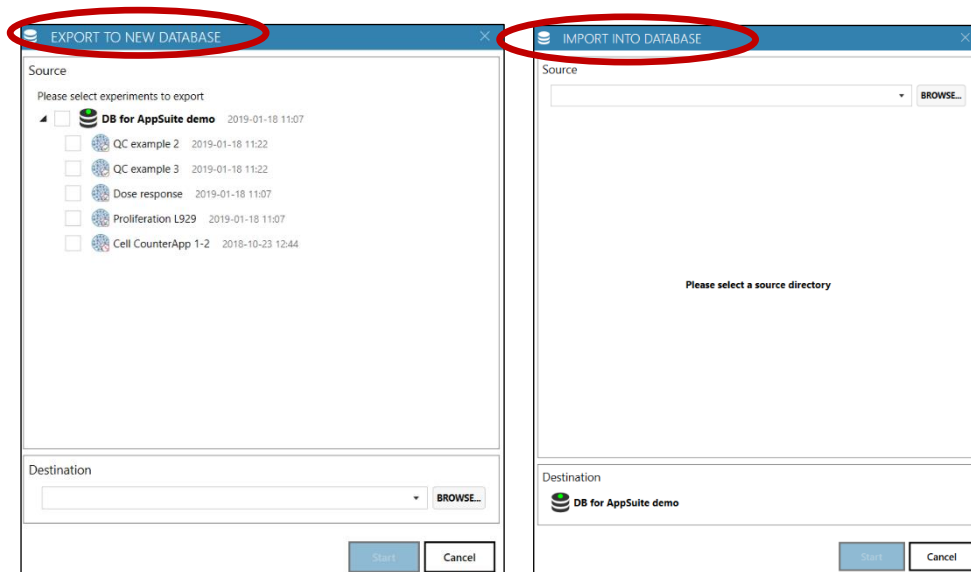 EXPORT TO NEW DATABASE
Source
Please select experiments to export
DB for AppSuite demo 2019-01-18 11:07
QC example 2 2019-01-18 11:22
QC example 3 2019-01-18 11:22
Dose response 2019-01-18 11:07
Proliferation L929 2019-01-18 11:07
Cell CounterApp 1-2 2018-10-23 12:44
Destination
BROWSE...
Start Cancel
IMPORT INTO DATABASE
Source
BROWSE...
Please select a source directory
Destination
DB for AppSuite demo
Start Cancel